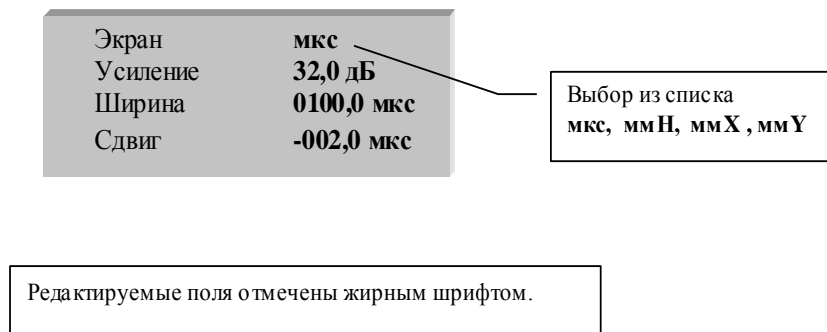 Экран мкс
Усиление 32,0 дБ
Ширина 0100,0 мкс
Сдвиг -002,0 мкс
Выбор из списка
мкс, ммН, ммX , ммY
Редактируемые поля отмечены жирным шрифтом.